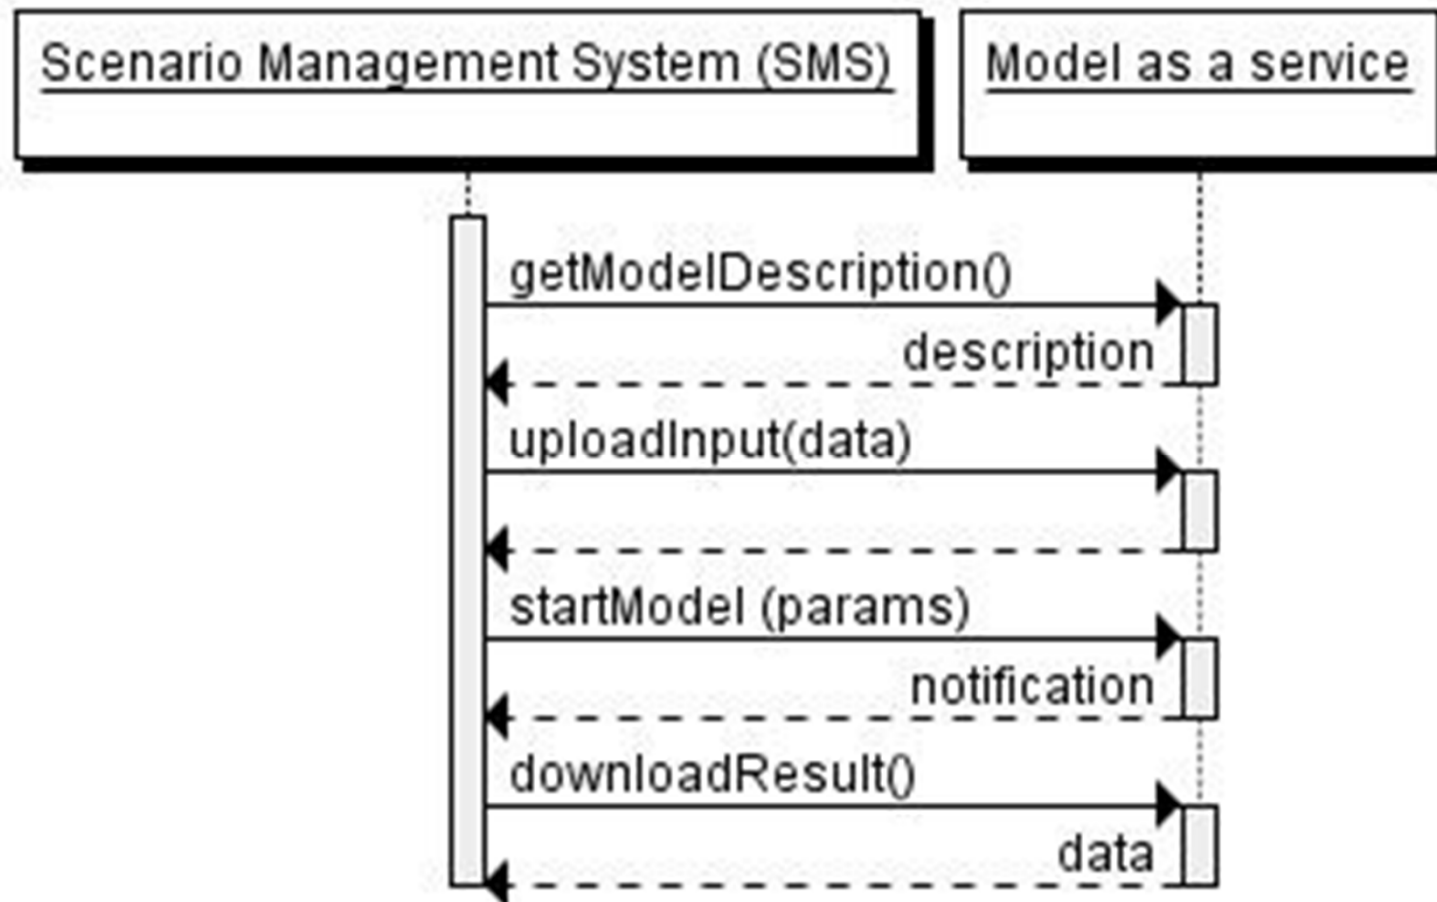 Scenario Management System (SMS)
Model as a service
getModelDescription()
description
uploadInput(data)
startModel (params)
notification
downloadResult()
data